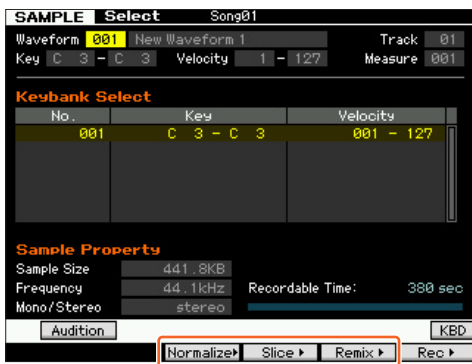 SAMPLE Select Song01
Waveform 001 New Waveform 1 Track 01
Key C 3 - C 3 Velocity 1 - 127 Measure 001
Keybank Select
No. Key Velocity
001 C 3 - C 3 001 - 127
Sample Property
Sample Size 441.8KB
Frequency 44.1kHz Recordable Time: 380 sec
Mono/Stereo stereo
Audition KBD
Normalize▸ Slice ▸ Remix ▸ Rec ▸